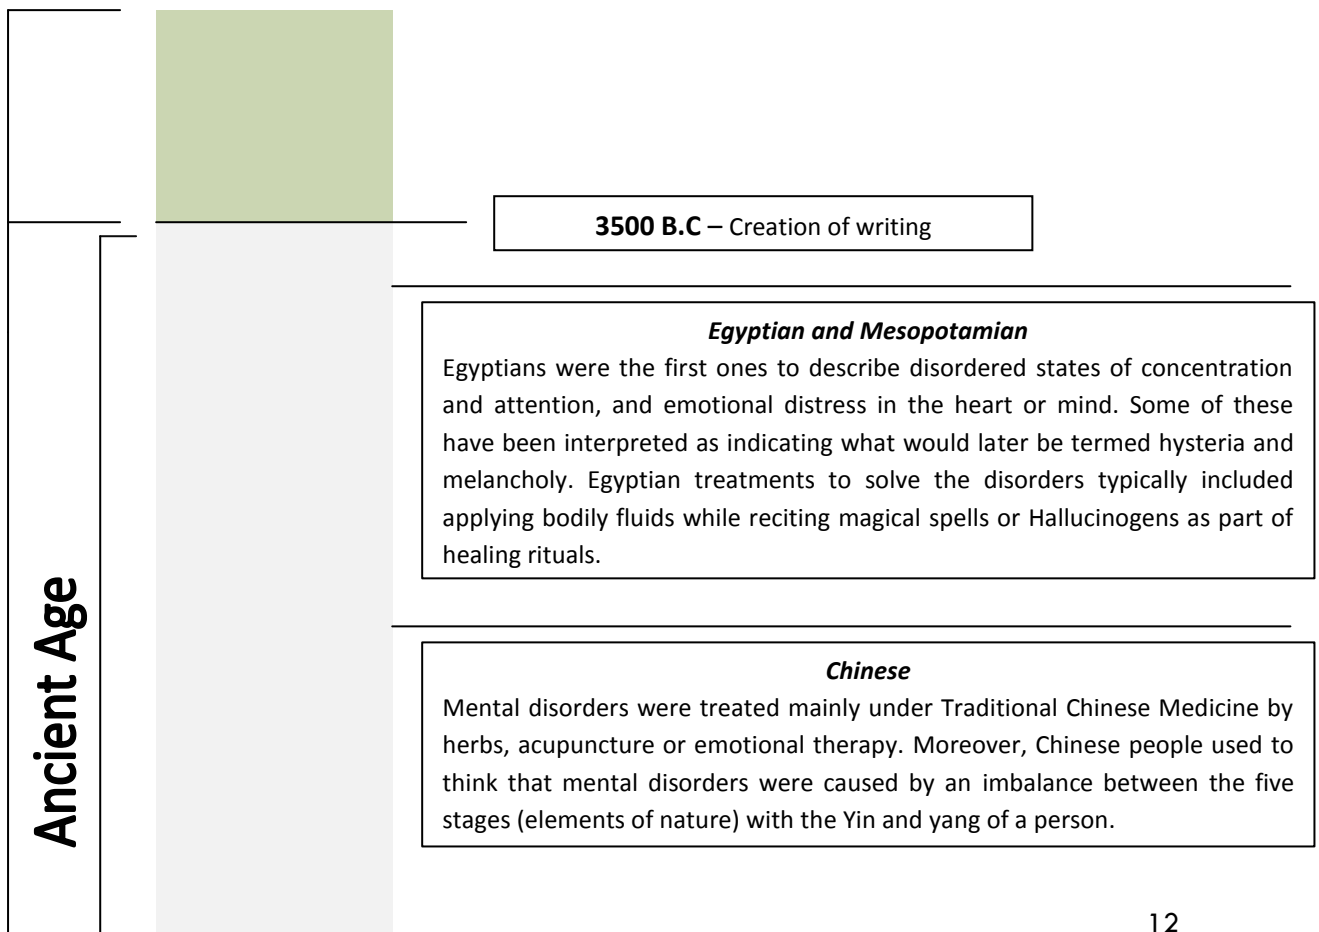 3500 B.C – Creation of writing
Egyptian and Mesopotamian
Egyptians were the first ones to describe disordered states of concentration
and attention, and emotional distress in the heart or mind. Some of these
have been interpreted as indicating what would later be termed hysteria and
melancholy. Egyptian treatments to solve the disorders typically included
applying bodily fluids while reciting magical spells or Hallucinogens as part of
healing rituals.
Ancient Age
Chinese
Mental disorders were treated mainly under Traditional Chinese Medicine by
herbs, acupuncture or emotional therapy. Moreover, Chinese people used to
think that mental disorders were caused by an imbalance between the five
stages (elements of nature) with the Yin and yang of a person.
12